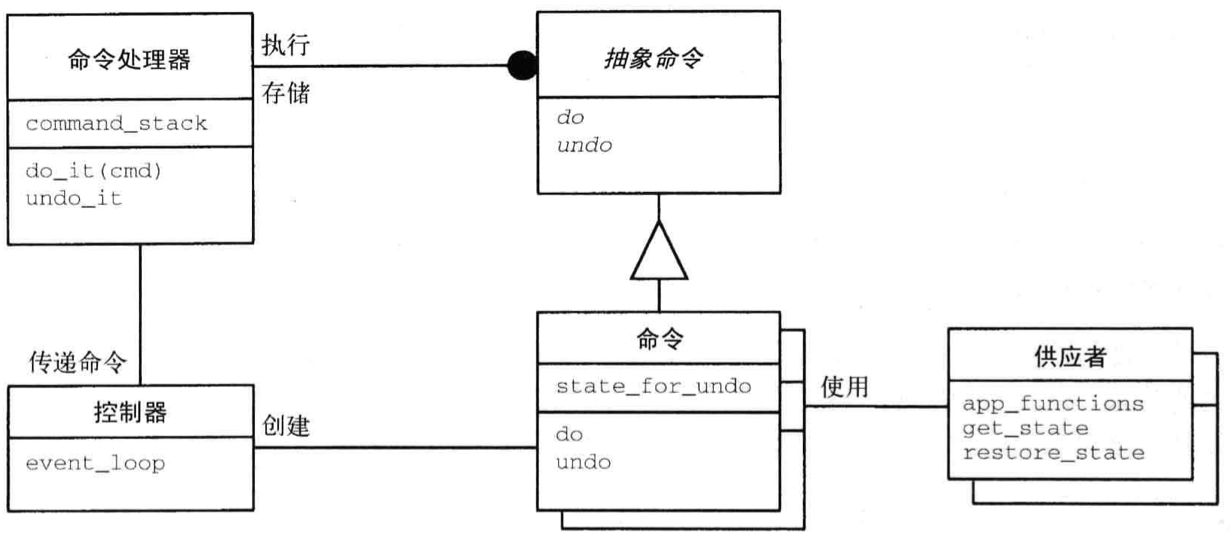 命令处理器
command_stack
do_it(cmd)
undo_it
执行
存储
抽象命令
do
undo
传递命令
控制器
event_loop
创建
命令
state_for_undo
do
undo
使用
供应者
app_functions
get_state
restore_state